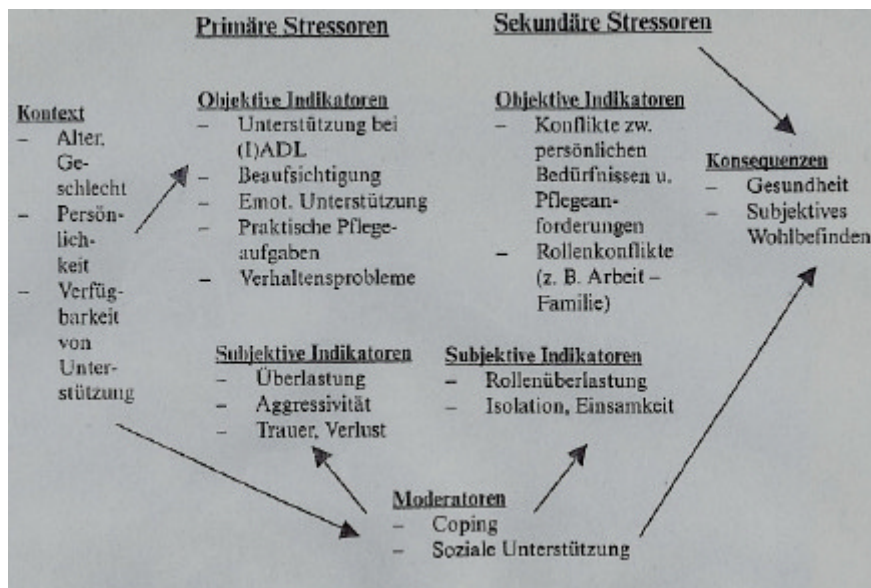 Primäre Stressoren
Sekundäre Stressoren
Kontext
– Alter,
Ge-
schlecht
– Persön-
lich-
keit
– Verfüg-
barkeit
von
Unter-
stützung
Objektive Indikatoren
– Unterstützung bei
(I)ADL
– Beaufsichtigung
– Emot. Unterstützung
– Praktische Pflege-
aufgaben
– Verhaltensprobleme
Objektive Indikatoren
– Konflikte zw.
persönlichen
Bedürfnissen u.
Pflegean-
forderungen
– Rollenkonflikte
(z. B. Arbeit –
Familie)
Konsequenzen
– Gesundheit
– Subjektives
Wohlbefinden
Subjektive Indikatoren
– Überlastung
– Aggressivität
– Trauer, Verlust
Subjektive Indikatoren
– Rollenüberlastung
– Isolation, Einsamkeit
Moderatoren
– Coping
– Soziale Unterstützung